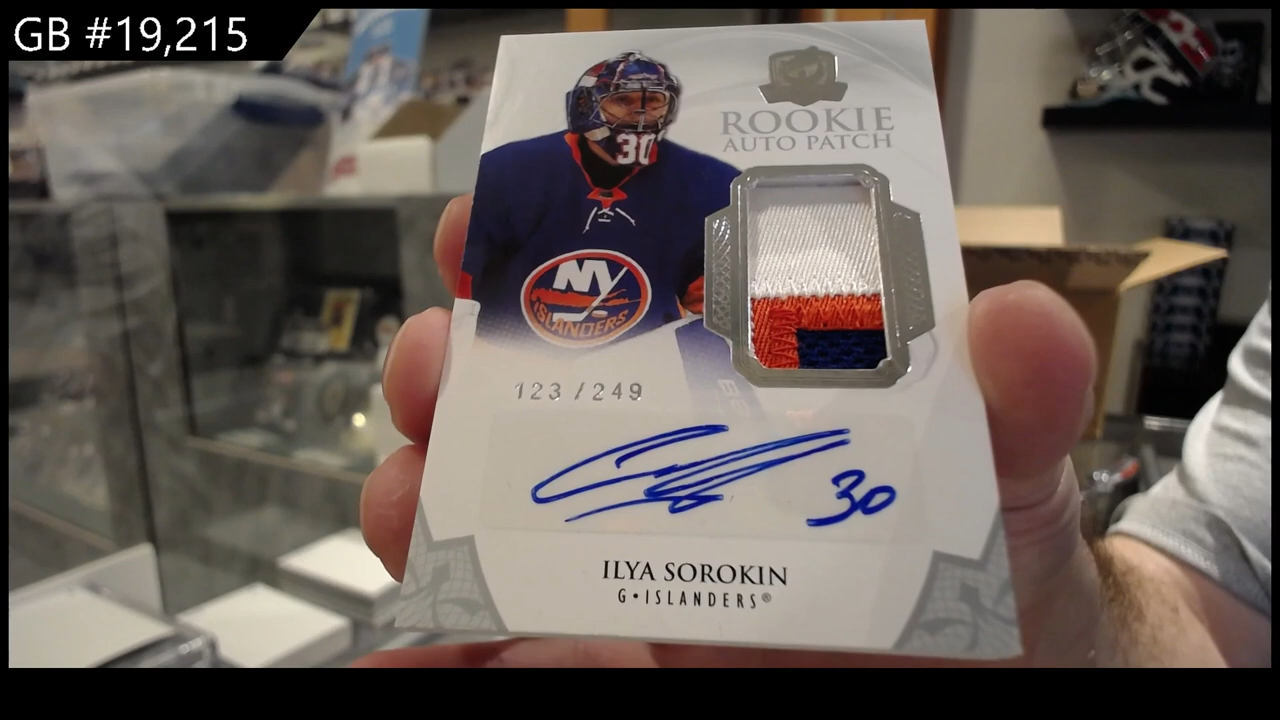 GB #19,215
30
ROOKIE
AUTO PATCH
NY
ISLANDERS
123 / 249
30
ILYA SOROKIN
G • ISLANDERS®